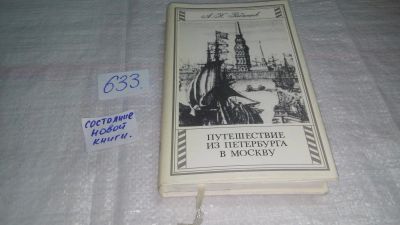 633.
состояние
новой
книги.
А. Н. Радищев
ПУТЕШЕСТВИЕ
ИЗ ПЕТЕРБУРГА
В МОСКВУ